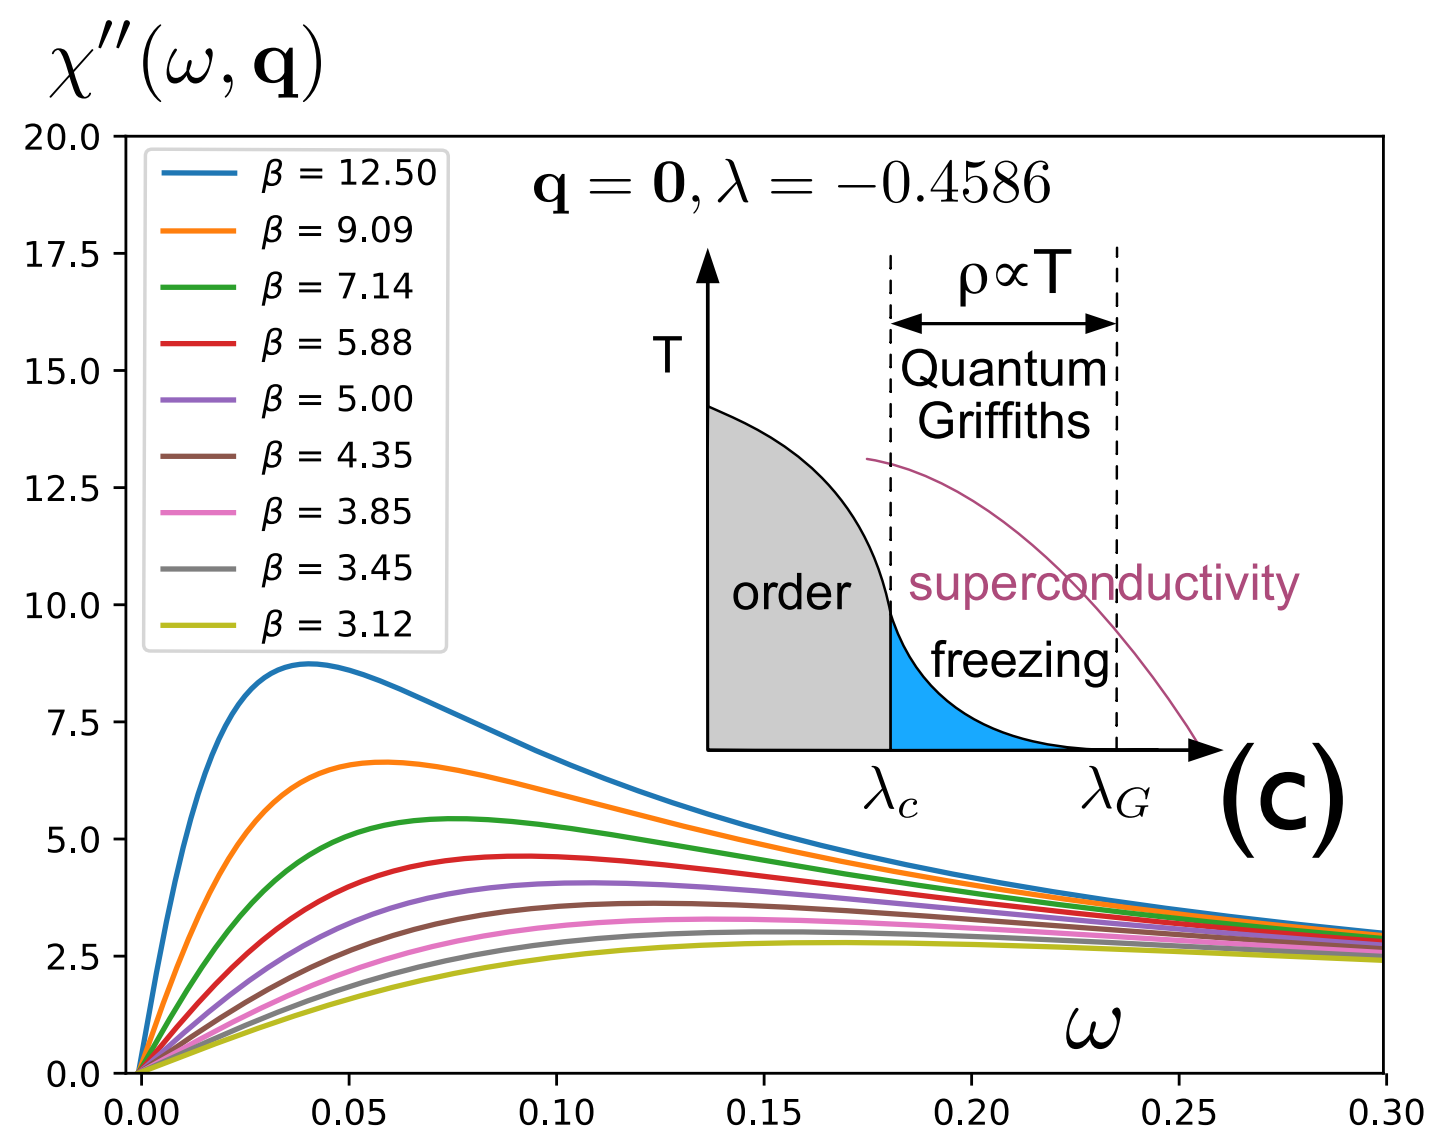 χ′′(ω, q)
20.0
17.5
15.0
12.5
10.0
7.5
5.0
2.5
0.0
β = 12.50
β = 9.09
β = 7.14
β = 5.88
β = 5.00
β = 4.35
β = 3.85
β = 3.45
β = 3.12
q = 0, λ = −0.4586
ρ∝T
T
Quantum
Griffiths
order
superconductivity
freezing
λc
λG
(c)
ω
0.00 0.05 0.10 0.15 0.20 0.25 0.30